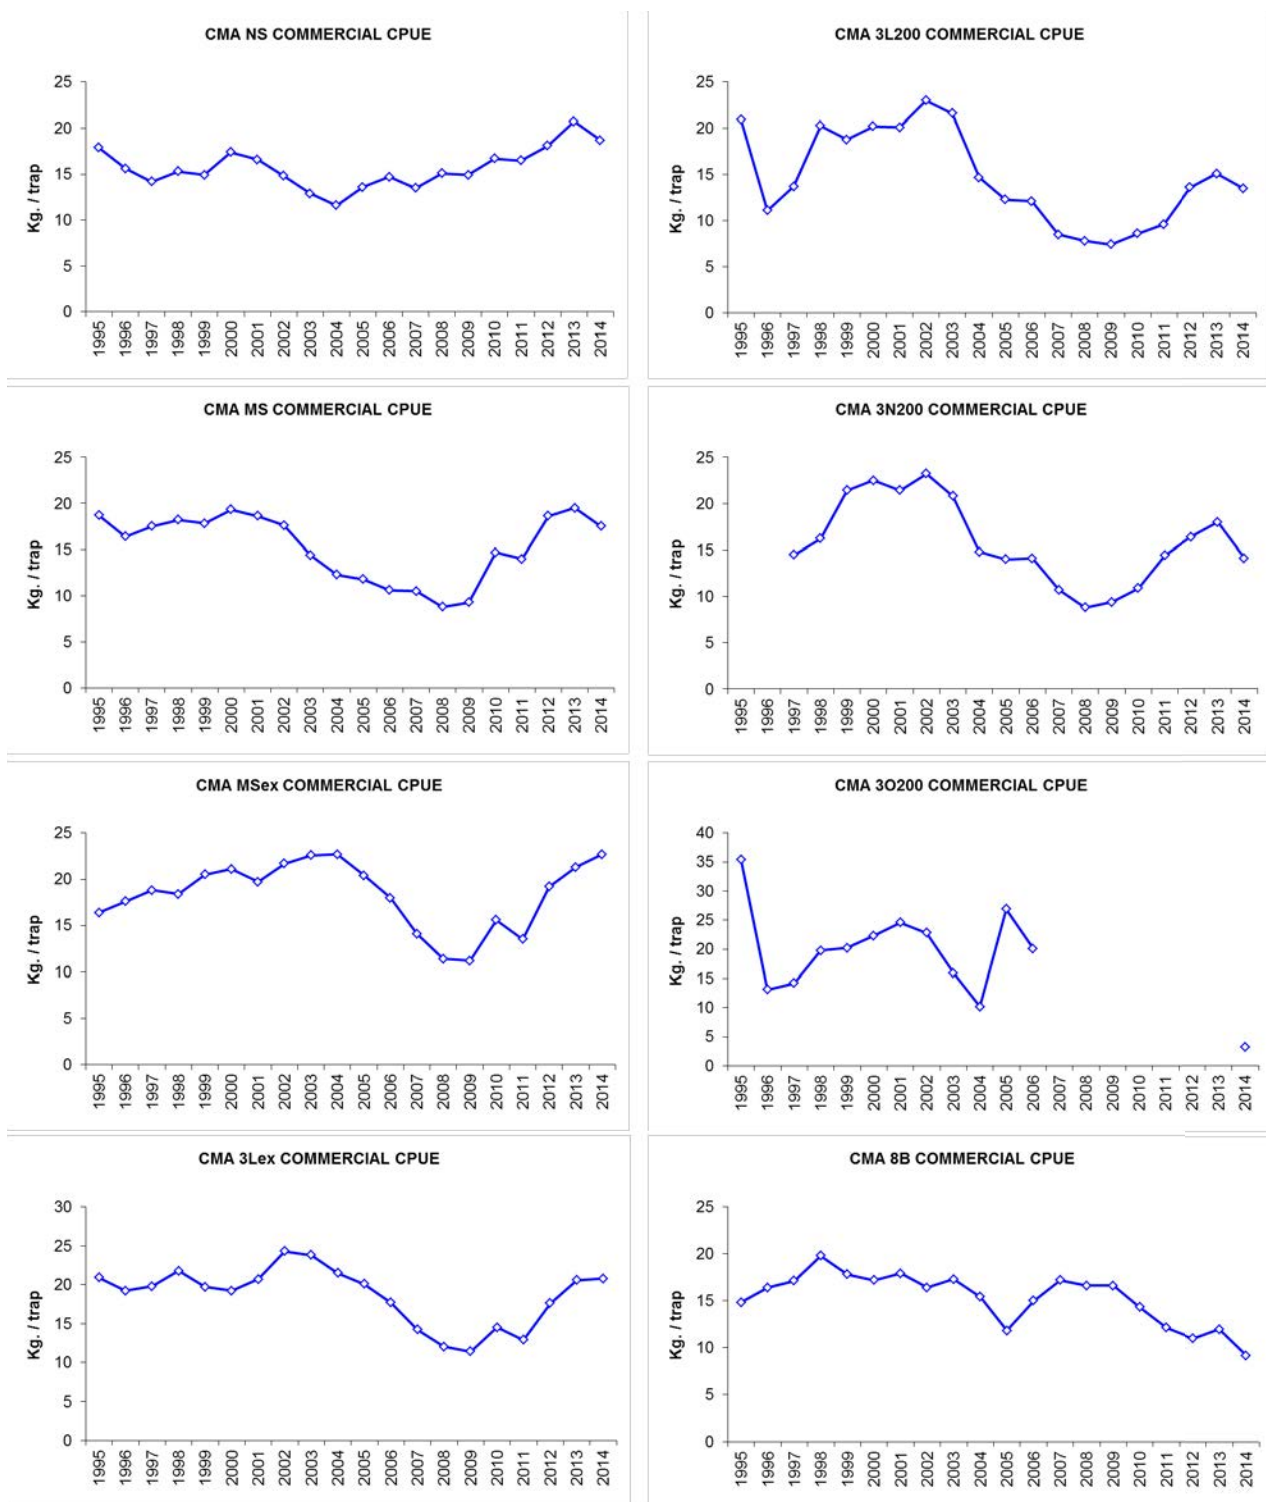 CMA NS COMMERCIAL CPUE
Kg. / trap
25
20
15
10
5
0
1995 1996 1997 1998 1999 2000 2001 2002 2003 2004 2005 2006 2007 2008 2009 2010 2011 2012 2013 2014
CMA 3L200 COMMERCIAL CPUE
Kg. / trap
25
20
15
10
5
0
1995 1996 1997 1998 1999 2000 2001 2002 2003 2004 2005 2006 2007 2008 2009 2010 2011 2012 2013 2014
CMA MS COMMERCIAL CPUE
Kg. / trap
25
20
15
10
5
0
1995 1996 1997 1998 1999 2000 2001 2002 2003 2004 2005 2006 2007 2008 2009 2010 2011 2012 2013 2014
CMA 3N200 COMMERCIAL CPUE
Kg. / trap
25
20
15
10
5
0
1995 1996 1997 1998 1999 2000 2001 2002 2003 2004 2005 2006 2007 2008 2009 2010 2011 2012 2013 2014
CMA MSex COMMERCIAL CPUE
Kg. / trap
25
20
15
10
5
0
1995 1996 1997 1998 1999 2000 2001 2002 2003 2004 2005 2006 2007 2008 2009 2010 2011 2012 2013 2014
CMA 3O200 COMMERCIAL CPUE
Kg. / trap
40
35
30
25
20
15
10
5
0
1995 1996 1997 1998 1999 2000 2001 2002 2003 2004 2005 2006 2007 2008 2009 2010 2011 2012 2013 2014
CMA 3Lex COMMERCIAL CPUE
Kg. / trap
30
25
20
15
10
5
0
1995 1996 1997 1998 1999 2000 2001 2002 2003 2004 2005 2006 2007 2008 2009 2010 2011 2012 2013 2014
CMA 8B COMMERCIAL CPUE
Kg. / trap
25
20
15
10
5
0
1995 1996 1997 1998 1999 2000 2001 2002 2003 2004 2005 2006 2007 2008 2009 2010 2011 2012 2013 2014